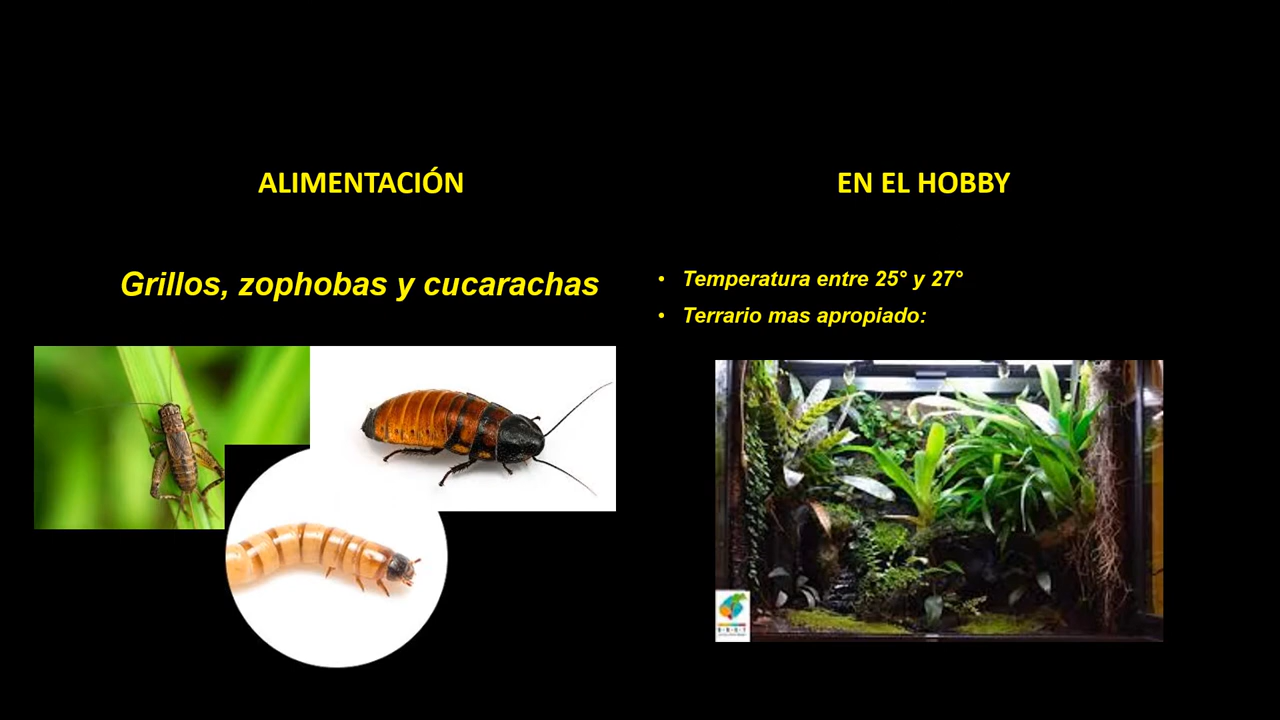 ALIMENTACIÓN
Grillos, zophobas y cucarachas
EN EL HOBBY
• Temperatura entre 25° y 27°
• Terrario mas apropiado: